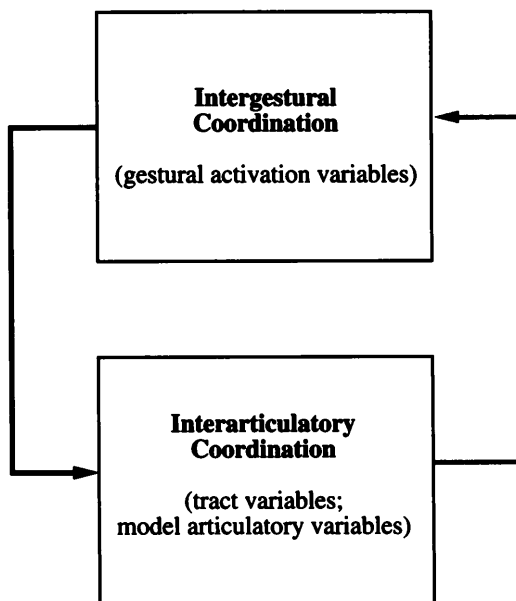 Intergestural
Coordination
(gestural activation variables)
Interarticulatory
Coordination
(tract variables;
model articulatory variables)